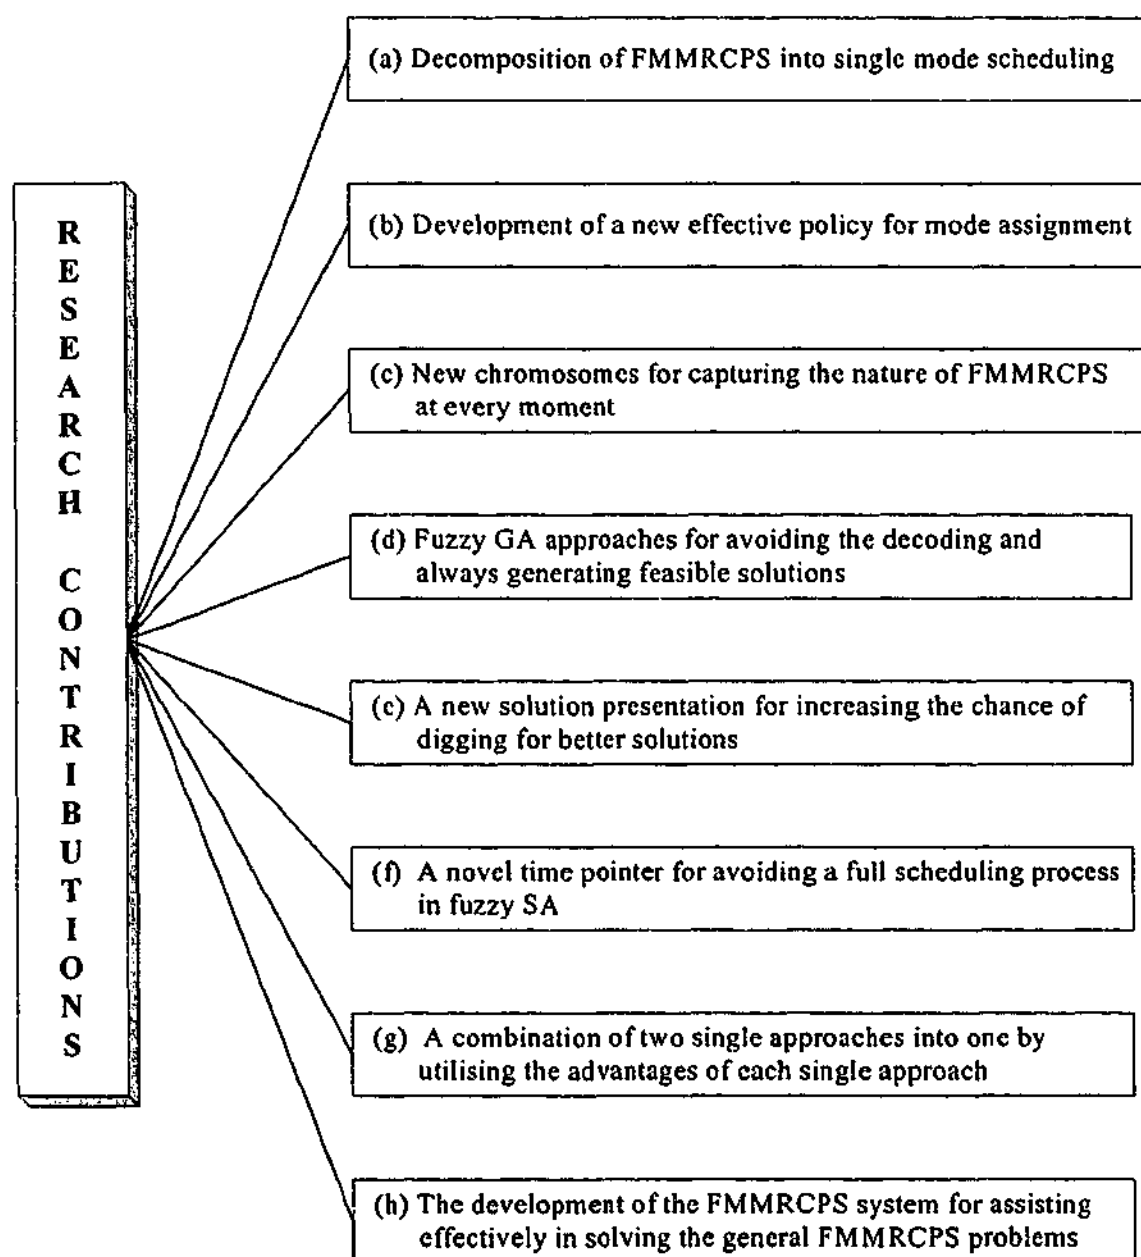 RESEARCH CONTRIBUTIONS
(a) Decomposition of FMMRCPS into single mode scheduling
(b) Development of a new effective policy for mode assignment
(c) New chromosomes for capturing the nature of FMMRCPS
at every moment
(d) Fuzzy GA approaches for avoiding the decoding and
always generating feasible solutions
(e) A new solution presentation for increasing the chance of
digging for better solutions
(f) A novel time pointer for avoiding a full scheduling process
in fuzzy SA
(g) A combination of two single approaches into one by
utilising the advantages of each single approach
(h) The development of the FMMRCPS system for assisting
effectively in solving the general FMMRCPS problems